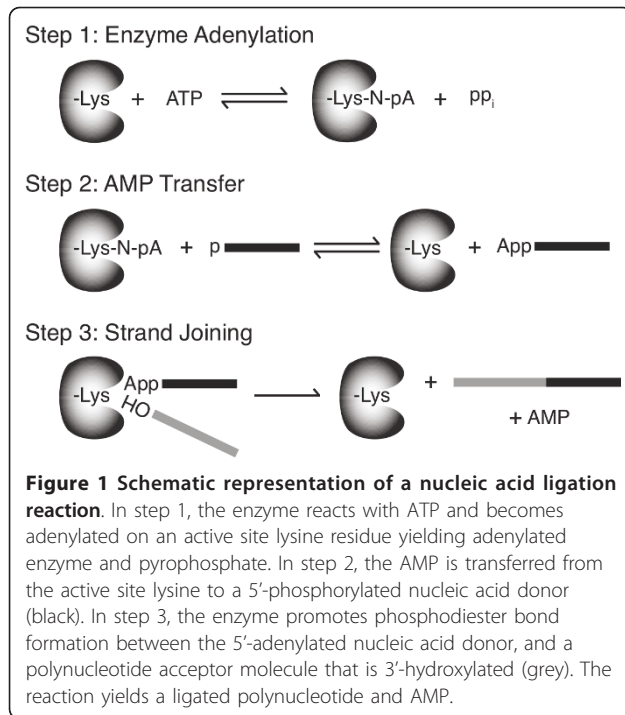 Step 1: Enzyme Adenylation
-Lys + ATP -Lys-N-pA + ppi
Step 2: AMP Transfer
-Lys-N-pA + p -Lys + App
Step 3: Strand Joining
-Lys App HO -Lys +
+ AMP
Figure 1 Schematic representation of a nucleic acid ligation
reaction. In step 1, the enzyme reacts with ATP and becomes
adenylated on an active site lysine residue yielding adenylated
enzyme and pyrophosphate. In step 2, the AMP is transferred from
the active site lysine to a 5’-phosphorylated nucleic acid donor
(black). In step 3, the enzyme promotes phosphodiester bond
formation between the 5’-adenylated nucleic acid donor, and a
polynucleotide acceptor molecule that is 3’-hydroxylated (grey). The
reaction yields a ligated polynucleotide and AMP.